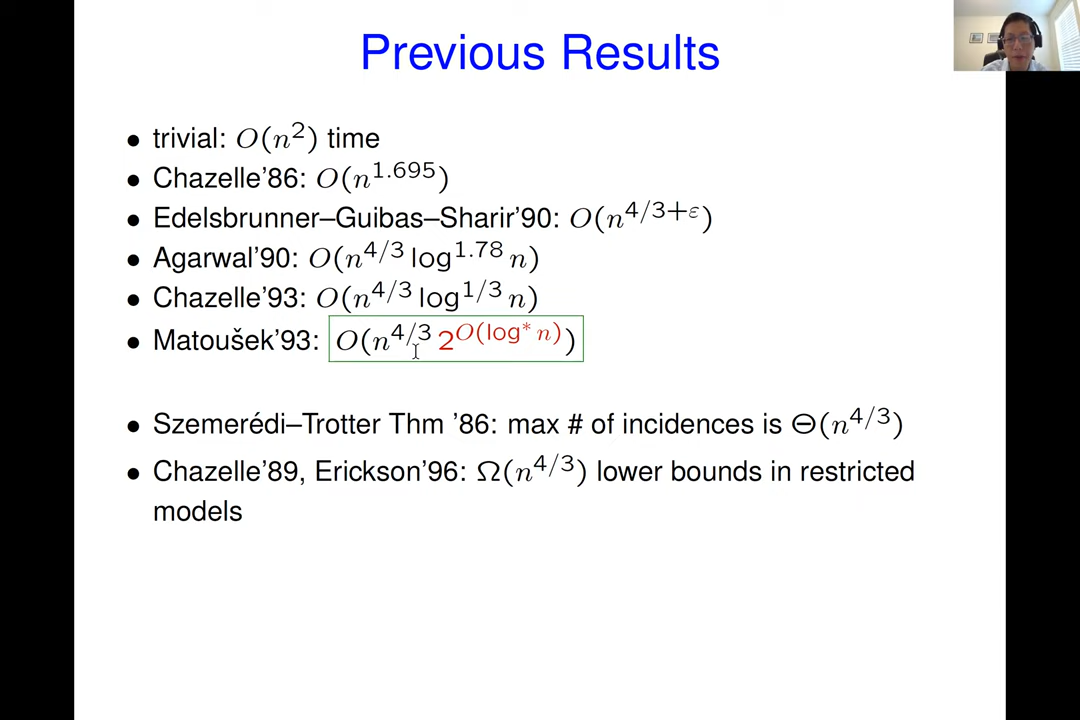 Previous Results
• trivial: O(n^2) time
• Chazelle'86: O(n^1.695)
• Edelsbrunner–Guibas–Sharir'90: O(n^{4/3+ε})
• Agarwal'90: O(n^{4/3} log^{1.78} n)
• Chazelle'93: O(n^{4/3} log^{1/3} n)
• Matoušek'93: O(n^{4/3} 2^{O(log* n)})
• Szemerédi–Trotter Thm '86: max # of incidences is Θ(n^{4/3})
• Chazelle'89, Erickson'96: Ω(n^{4/3}) lower bounds in restricted
models